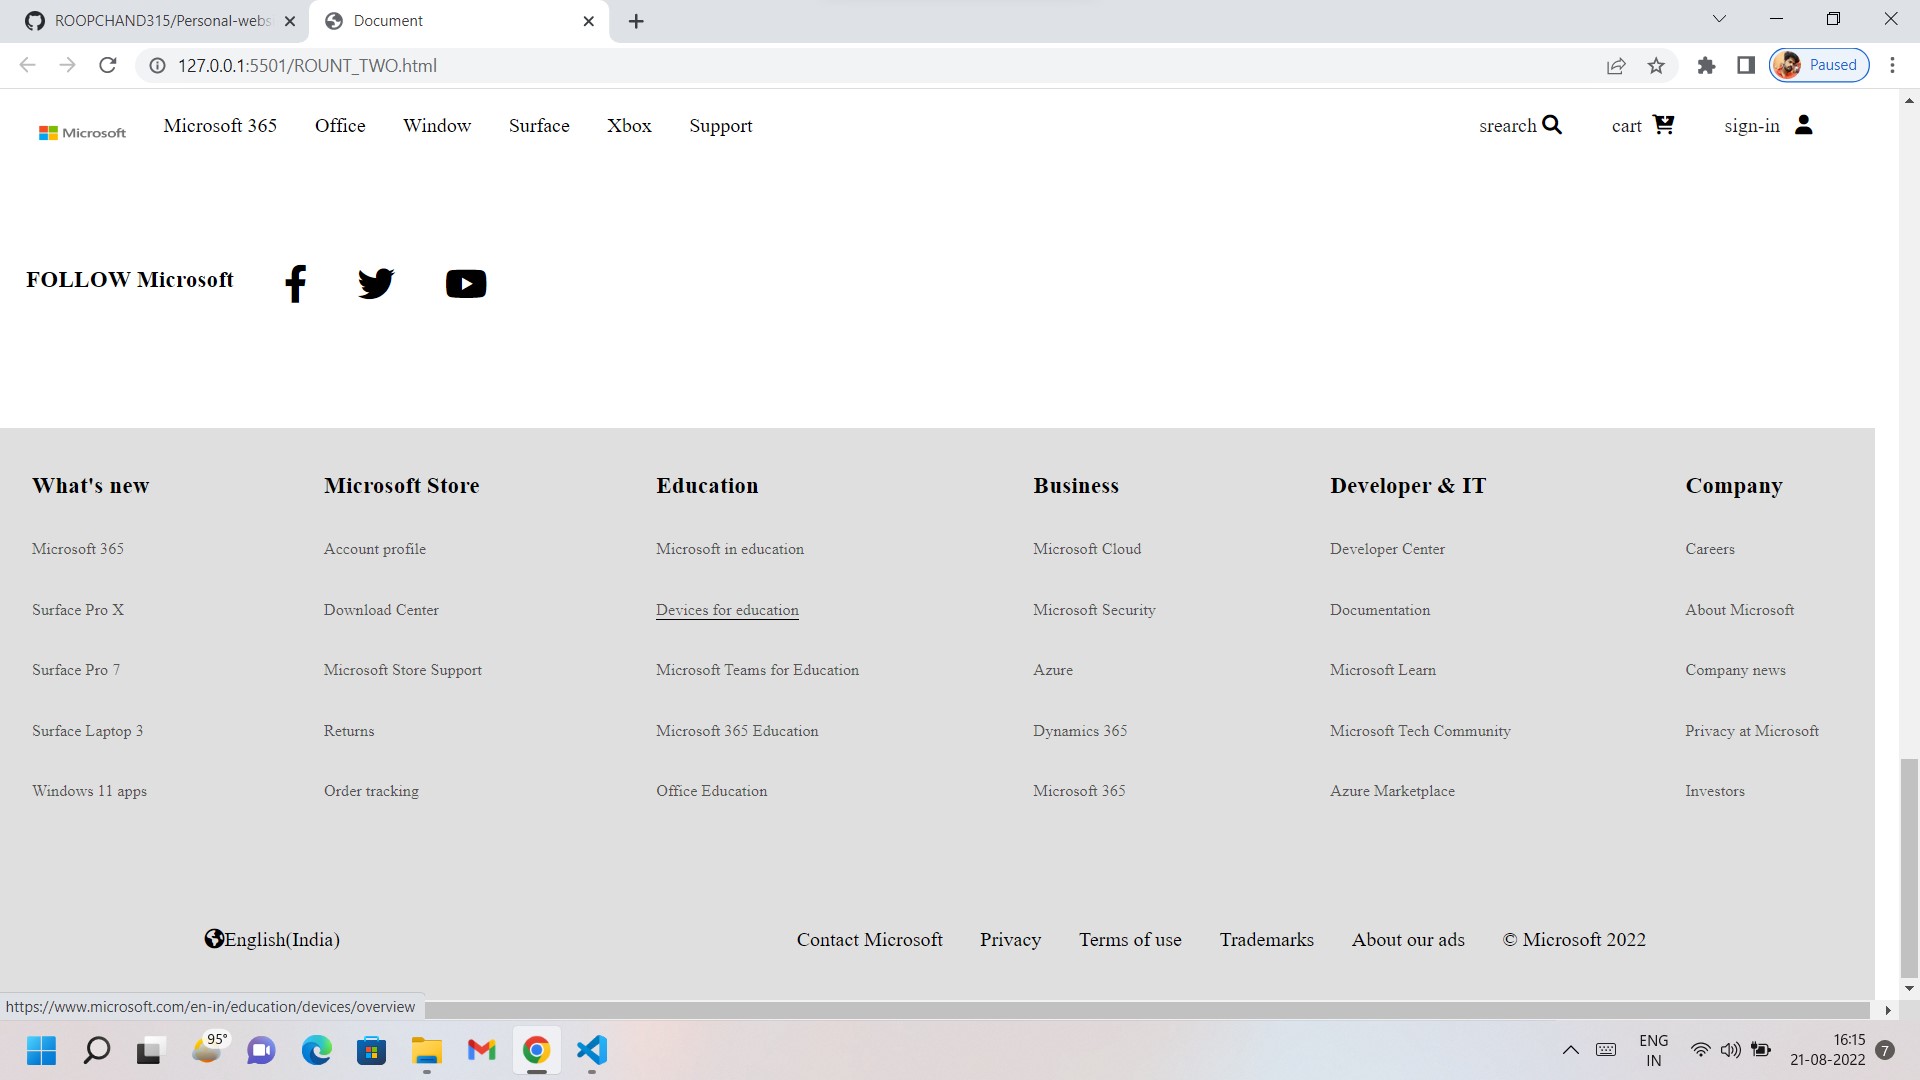 ROOPCHAND315/Personal-webs
Document
127.0.0.1:5501/ROUNT_TWO.html
Paused
Microsoft
Microsoft 365 Office Window Surface Xbox Support
srearch cart sign-in
FOLLOW Microsoft
What's new Microsoft Store Education Business Developer & IT Company
Microsoft 365 Account profile Microsoft in education Microsoft Cloud Developer Center Careers
Surface Pro X Download Center Devices for education Microsoft Security Documentation About Microsoft
Surface Pro 7 Microsoft Store Support Microsoft Teams for Education Azure Microsoft Learn Company news
Surface Laptop 3 Returns Microsoft 365 Education Dynamics 365 Microsoft Tech Community Privacy at Microsoft
Windows 11 apps Order tracking Office Education Microsoft 365 Azure Marketplace Investors
English(India) Contact Microsoft Privacy Terms of use Trademarks About our ads © Microsoft 2022
https://www.microsoft.com/en-in/education/devices/overview
95°
ENG
IN
16:15
21-08-2022
7